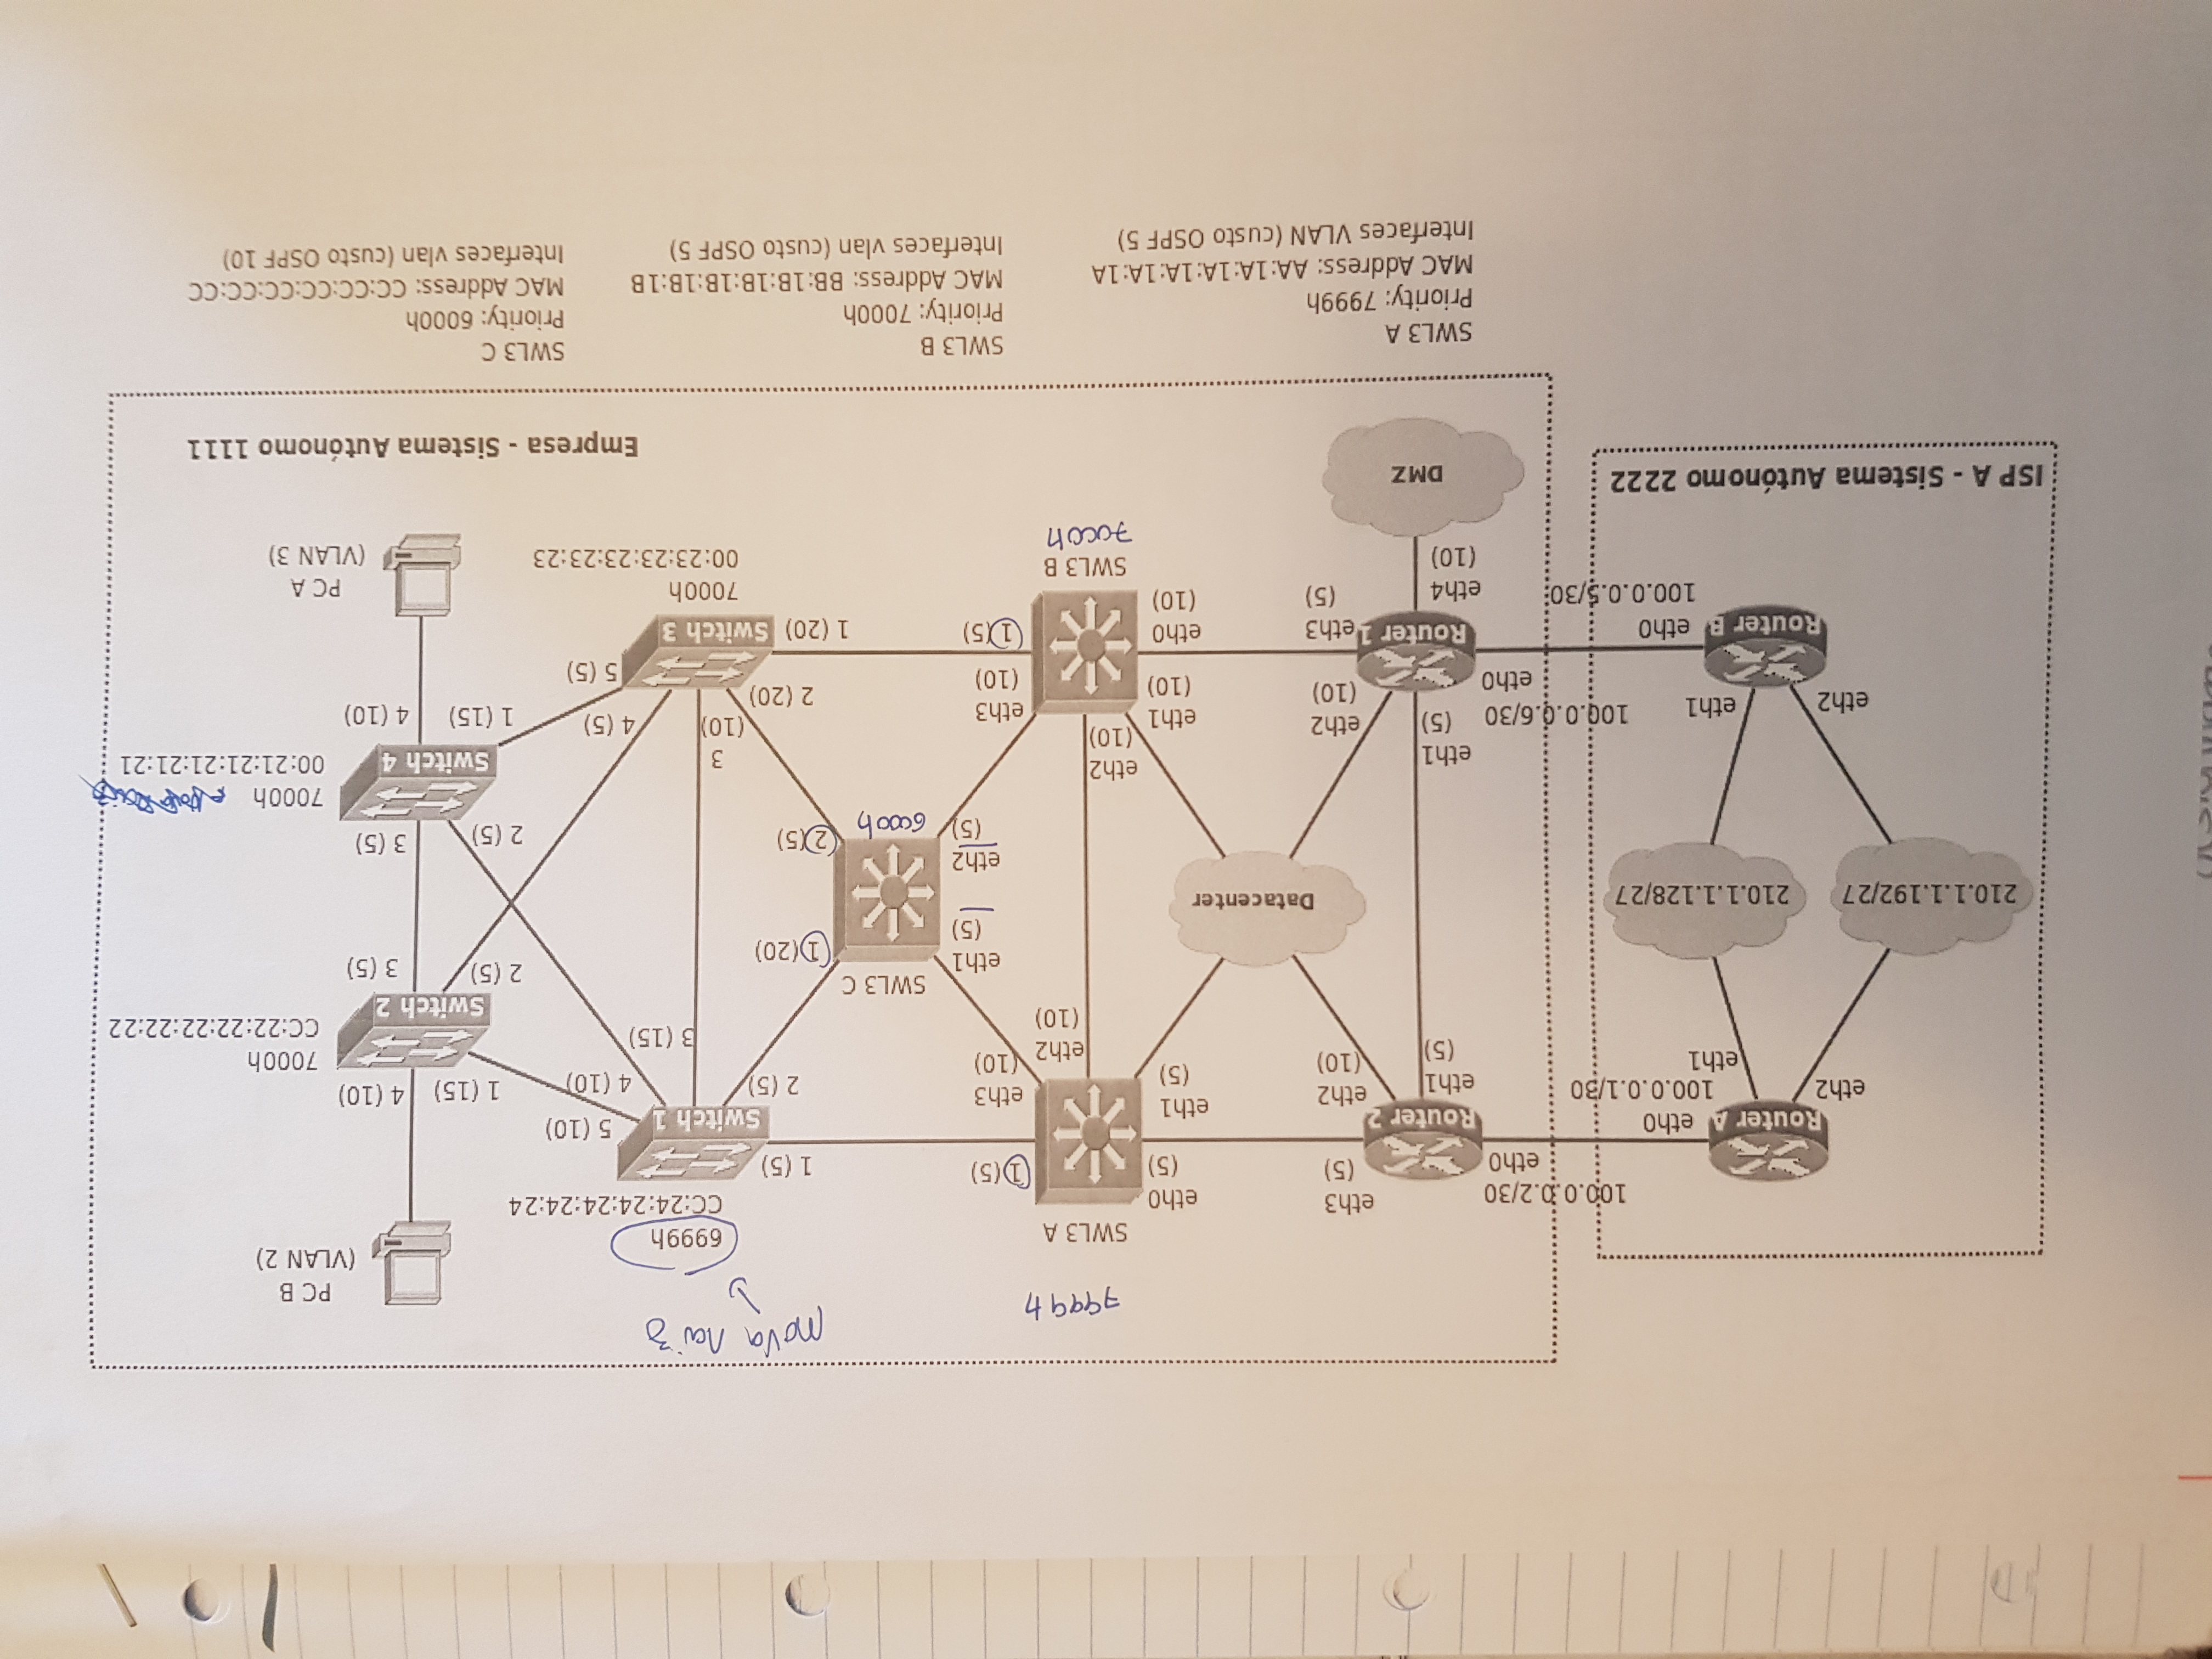 nova raiz
6999h
CC:24:24:24:24:24
PC B
(VLAN 2)
7999h
SWL3 A
1 (5)
5 (10)
4 (10)
1 (15)
4 (10)
7000h
CC:22:22:22:22:22
Switch 1
2 (5)
3 (15)
Switch 2
2 (5)
3 (5)
100.0.0.2/30
eth0
eth3
(5)
eth0
(5)
1 (5)
eth3
(10)
eth0
100.0.0.1/30
eth1
Router A
eth2
Router 2
eth1
(5)
eth2
(10)
eth1
(5)
eth2
(10)
SWL3 C
eth1
(5)
1 (20)
210.1.1.192/27
210.1.1.128/27
Datacenter
eth2
(5)
2 (5)
6000h
2 (5)
3 (5)
7000h
00:21:21:21:21:21
Switch 4
1 (15)
4 (10)
3
(10)
4 (5)
2 (20)
5 (5)
Switch 3
1 (20)
7000h
00:23:23:23:23:23
PC A
(VLAN 3)
100.0.0.6/30
eth0
eth1
(5)
eth2
(10)
eth1
(10)
eth2
(10)
eth3
(10)
eth2
eth1
Router B
eth0
100.0.0.5/30
Router 1
eth3
(5)
eth0
(10)
1 (5)
SWL3 B
7000h
eth4
(10)
DMZ
ISP A - Sistema Autónomo 2222
Empresa - Sistema Autónomo 1111
SWL3 A
Priority: 7999h
MAC Address: AA:1A:1A:1A:1A:1A
Interfaces VLAN (custo OSPF 5)
SWL3 B
Priority: 7000h
MAC Address: BB:1B:1B:1B:1B:1B
Interfaces vlan (custo OSPF 5)
SWL3 C
Priority: 6000h
MAC Address: CC:CC:CC:CC:CC:CC
Interfaces vlan (custo OSPF 10)